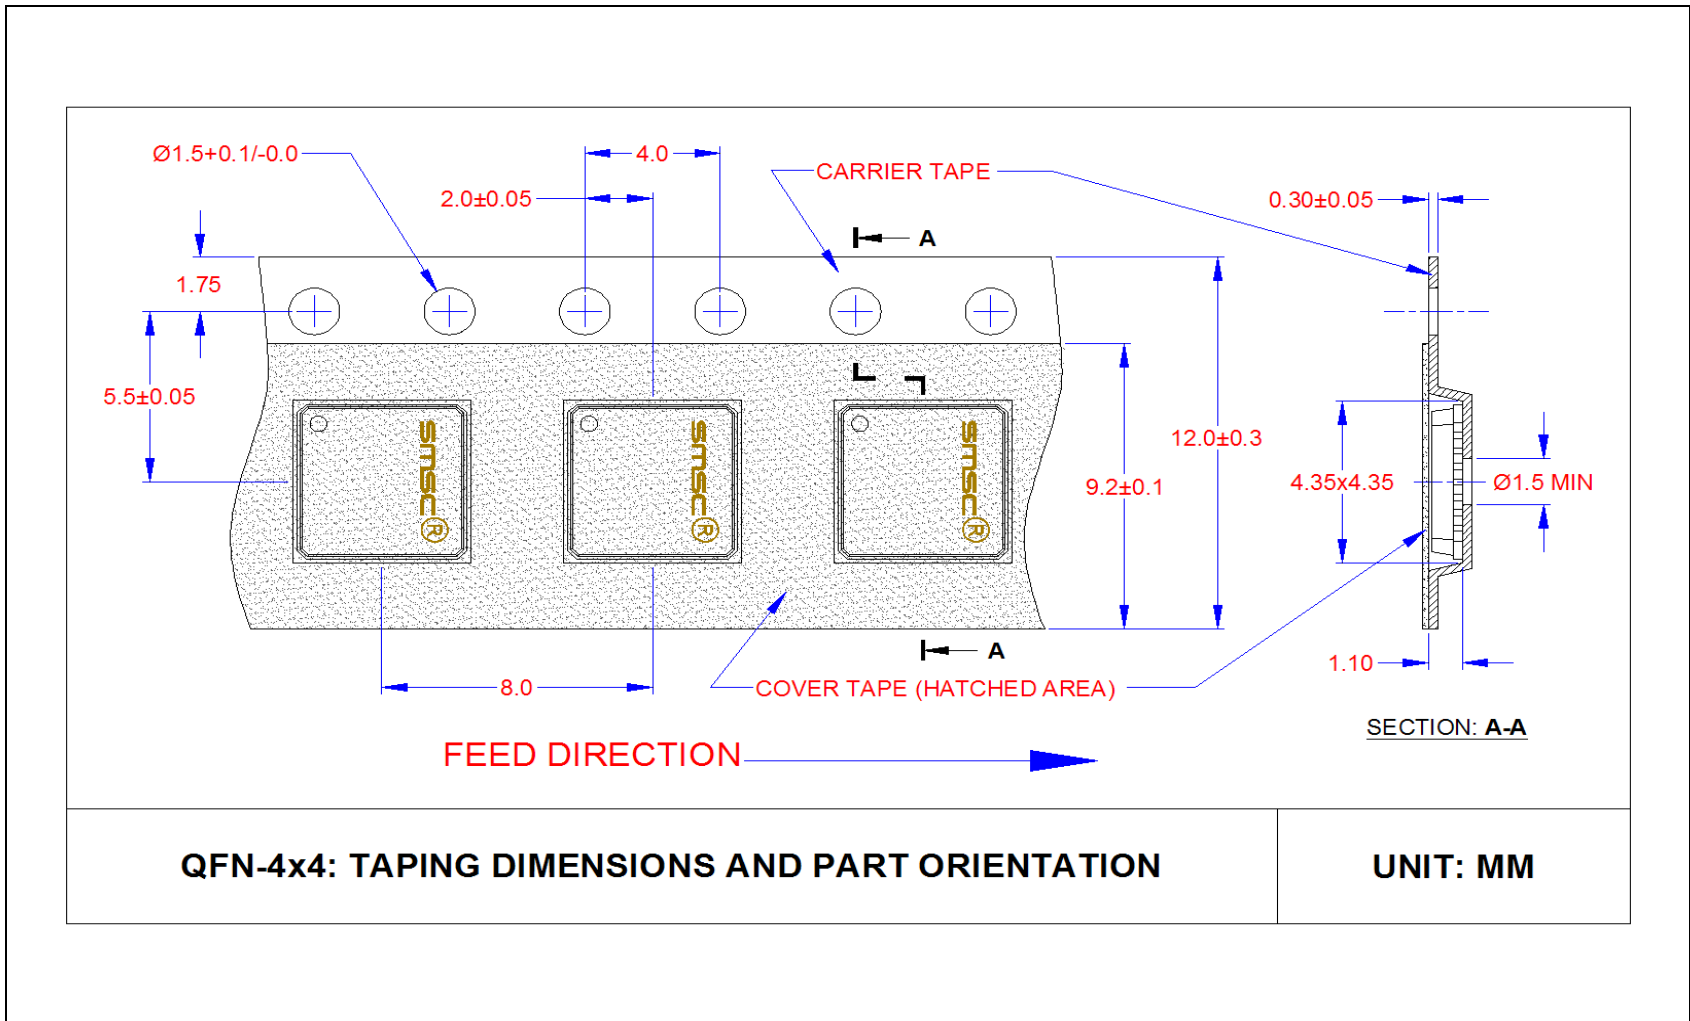 Ø1.5+0.1/-0.0
4.0
CARRIER TAPE
2.0±0.05
0.30±0.05
A
1.75
5.5±0.05
smsc®
smsc®
smsc®
12.0±0.3
9.2±0.1
4.35x4.35
Ø1.5 MIN
A
1.10
8.0
COVER TAPE (HATCHED AREA)
SECTION: A-A
FEED DIRECTION
QFN-4x4: TAPING DIMENSIONS AND PART ORIENTATION
UNIT: MM